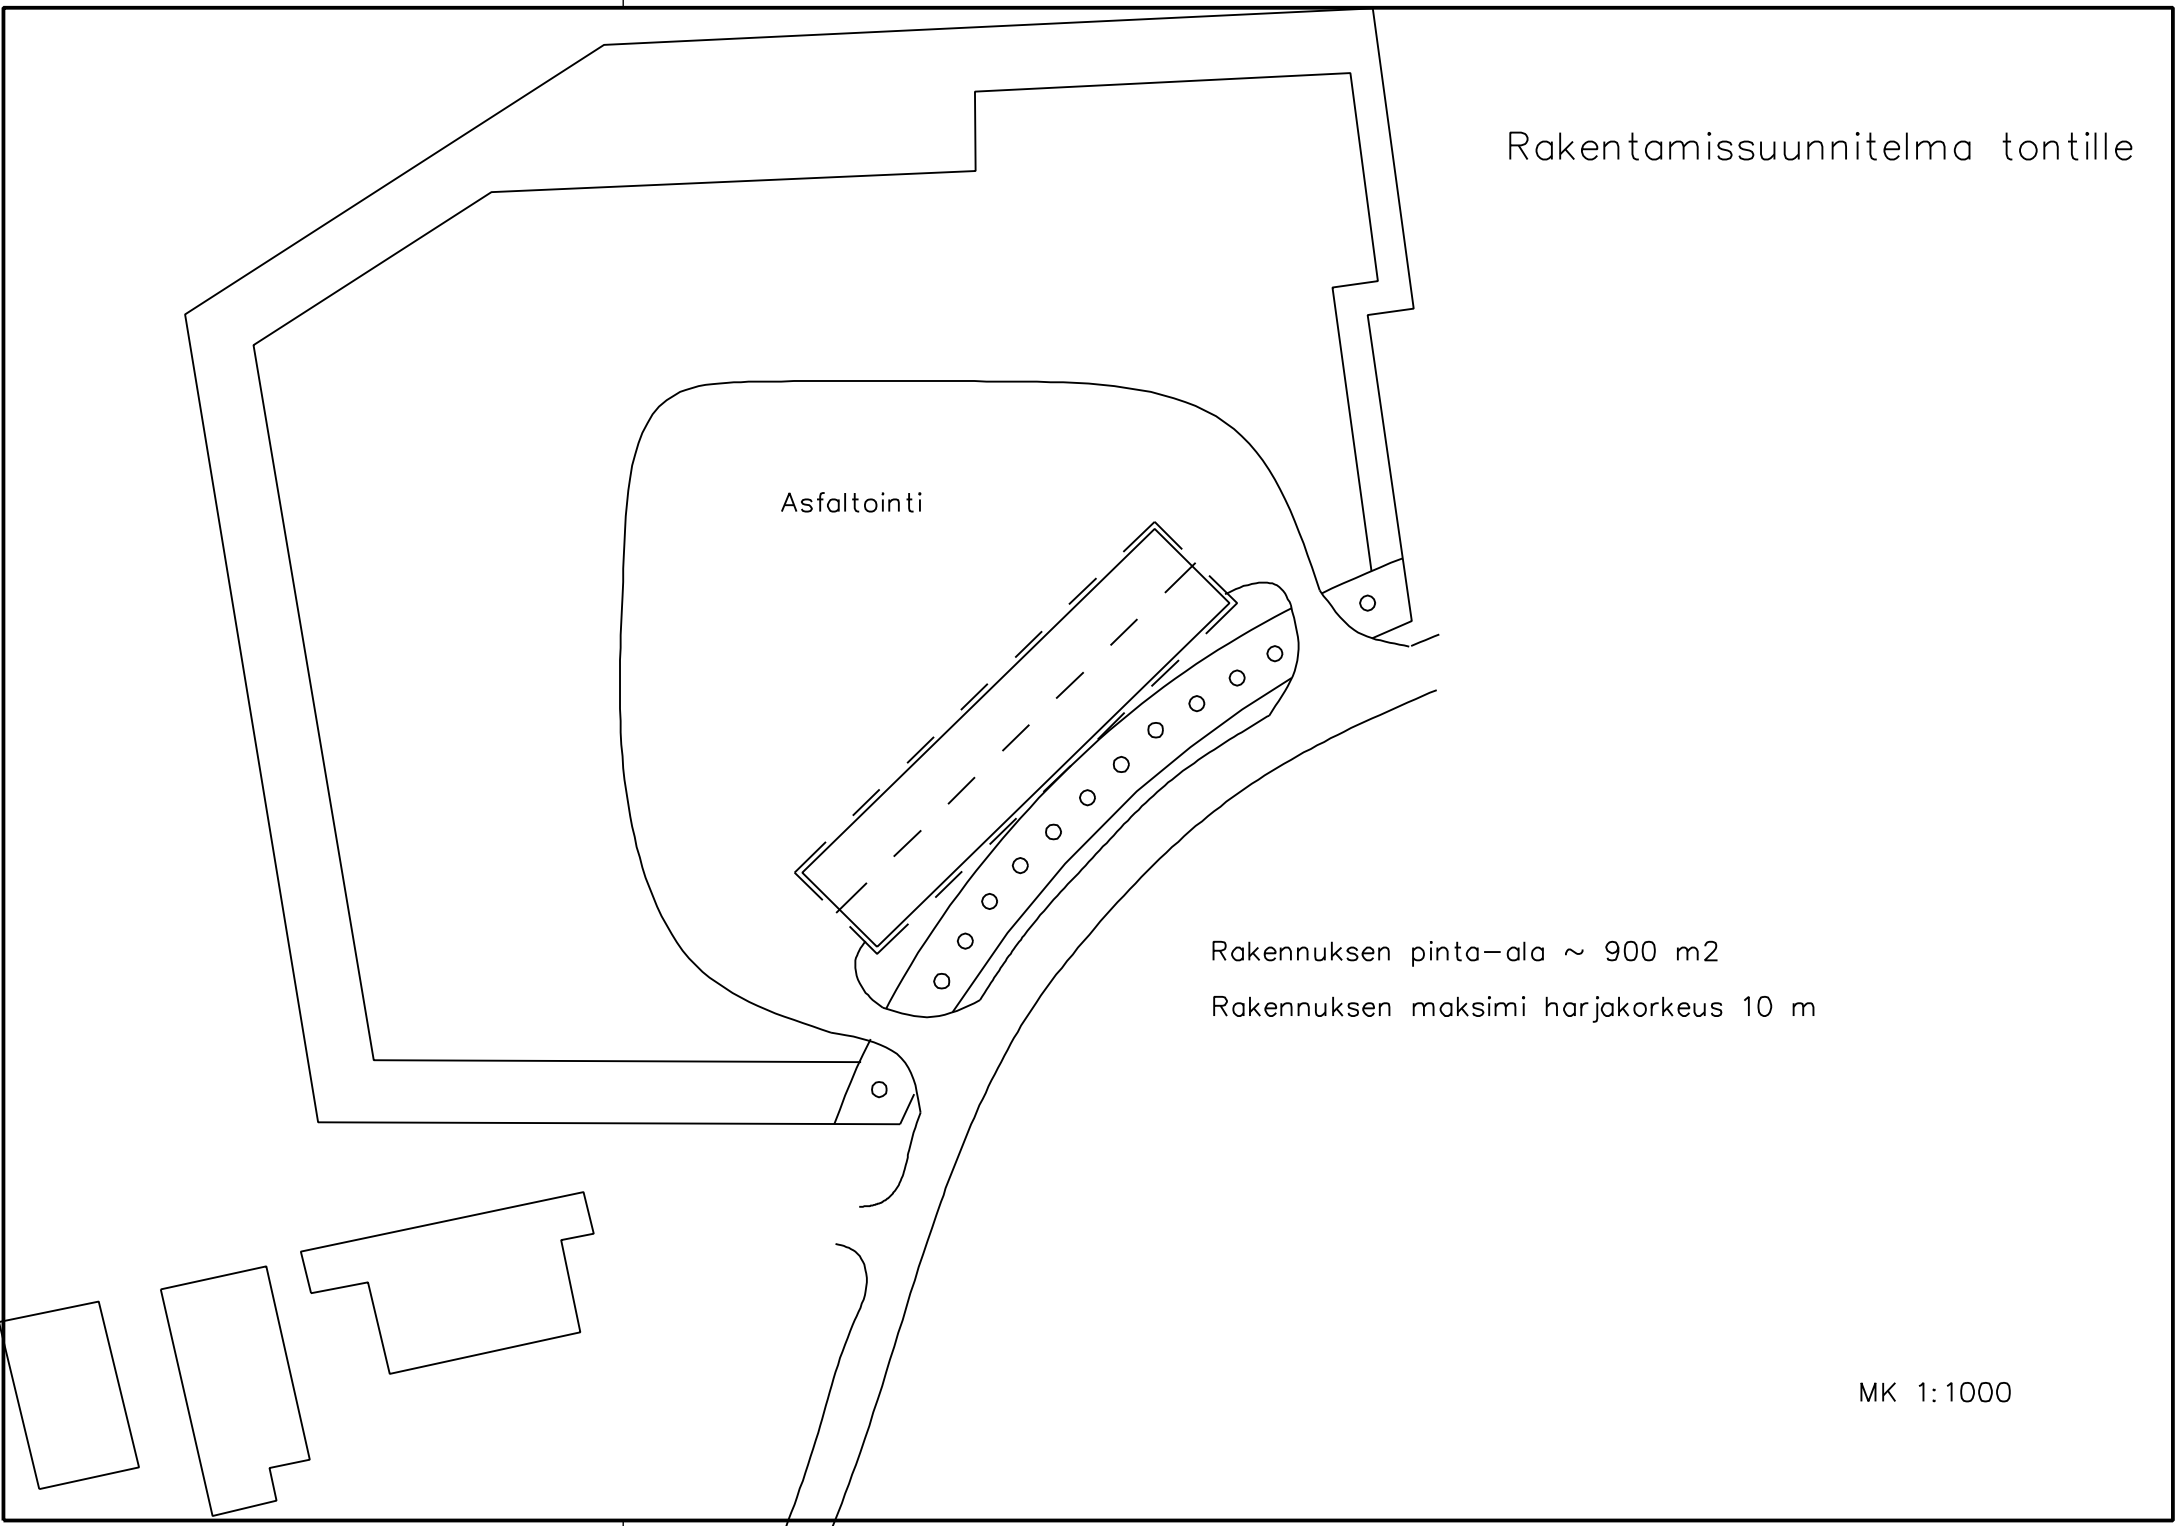 Rakentamissuunnitelma tontille
Asfaltointi
Rakennuksen pinta-ala ~ 900 m2
Rakennuksen maksimi harjakorkeus 10 m
MK 1:1000